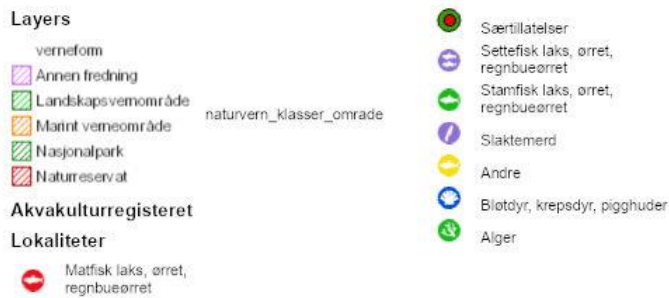 Layers
verneform
Annen fredning
Landskapsvernområde
Marint verneområde
Nasjonalpark
Naturreservat
naturvern_klasser_omrade
Akvakulturregisteret
Lokaliteter
Matfisk laks, ørret,
regnbueørret
Særtillatelser
Settefisk laks, ørret,
regnbueørret
Stamfisk laks, ørret,
regnbueørret
Slaktemerd
Andre
Bløtdyr, krepsdyr, pigghuder
Alger